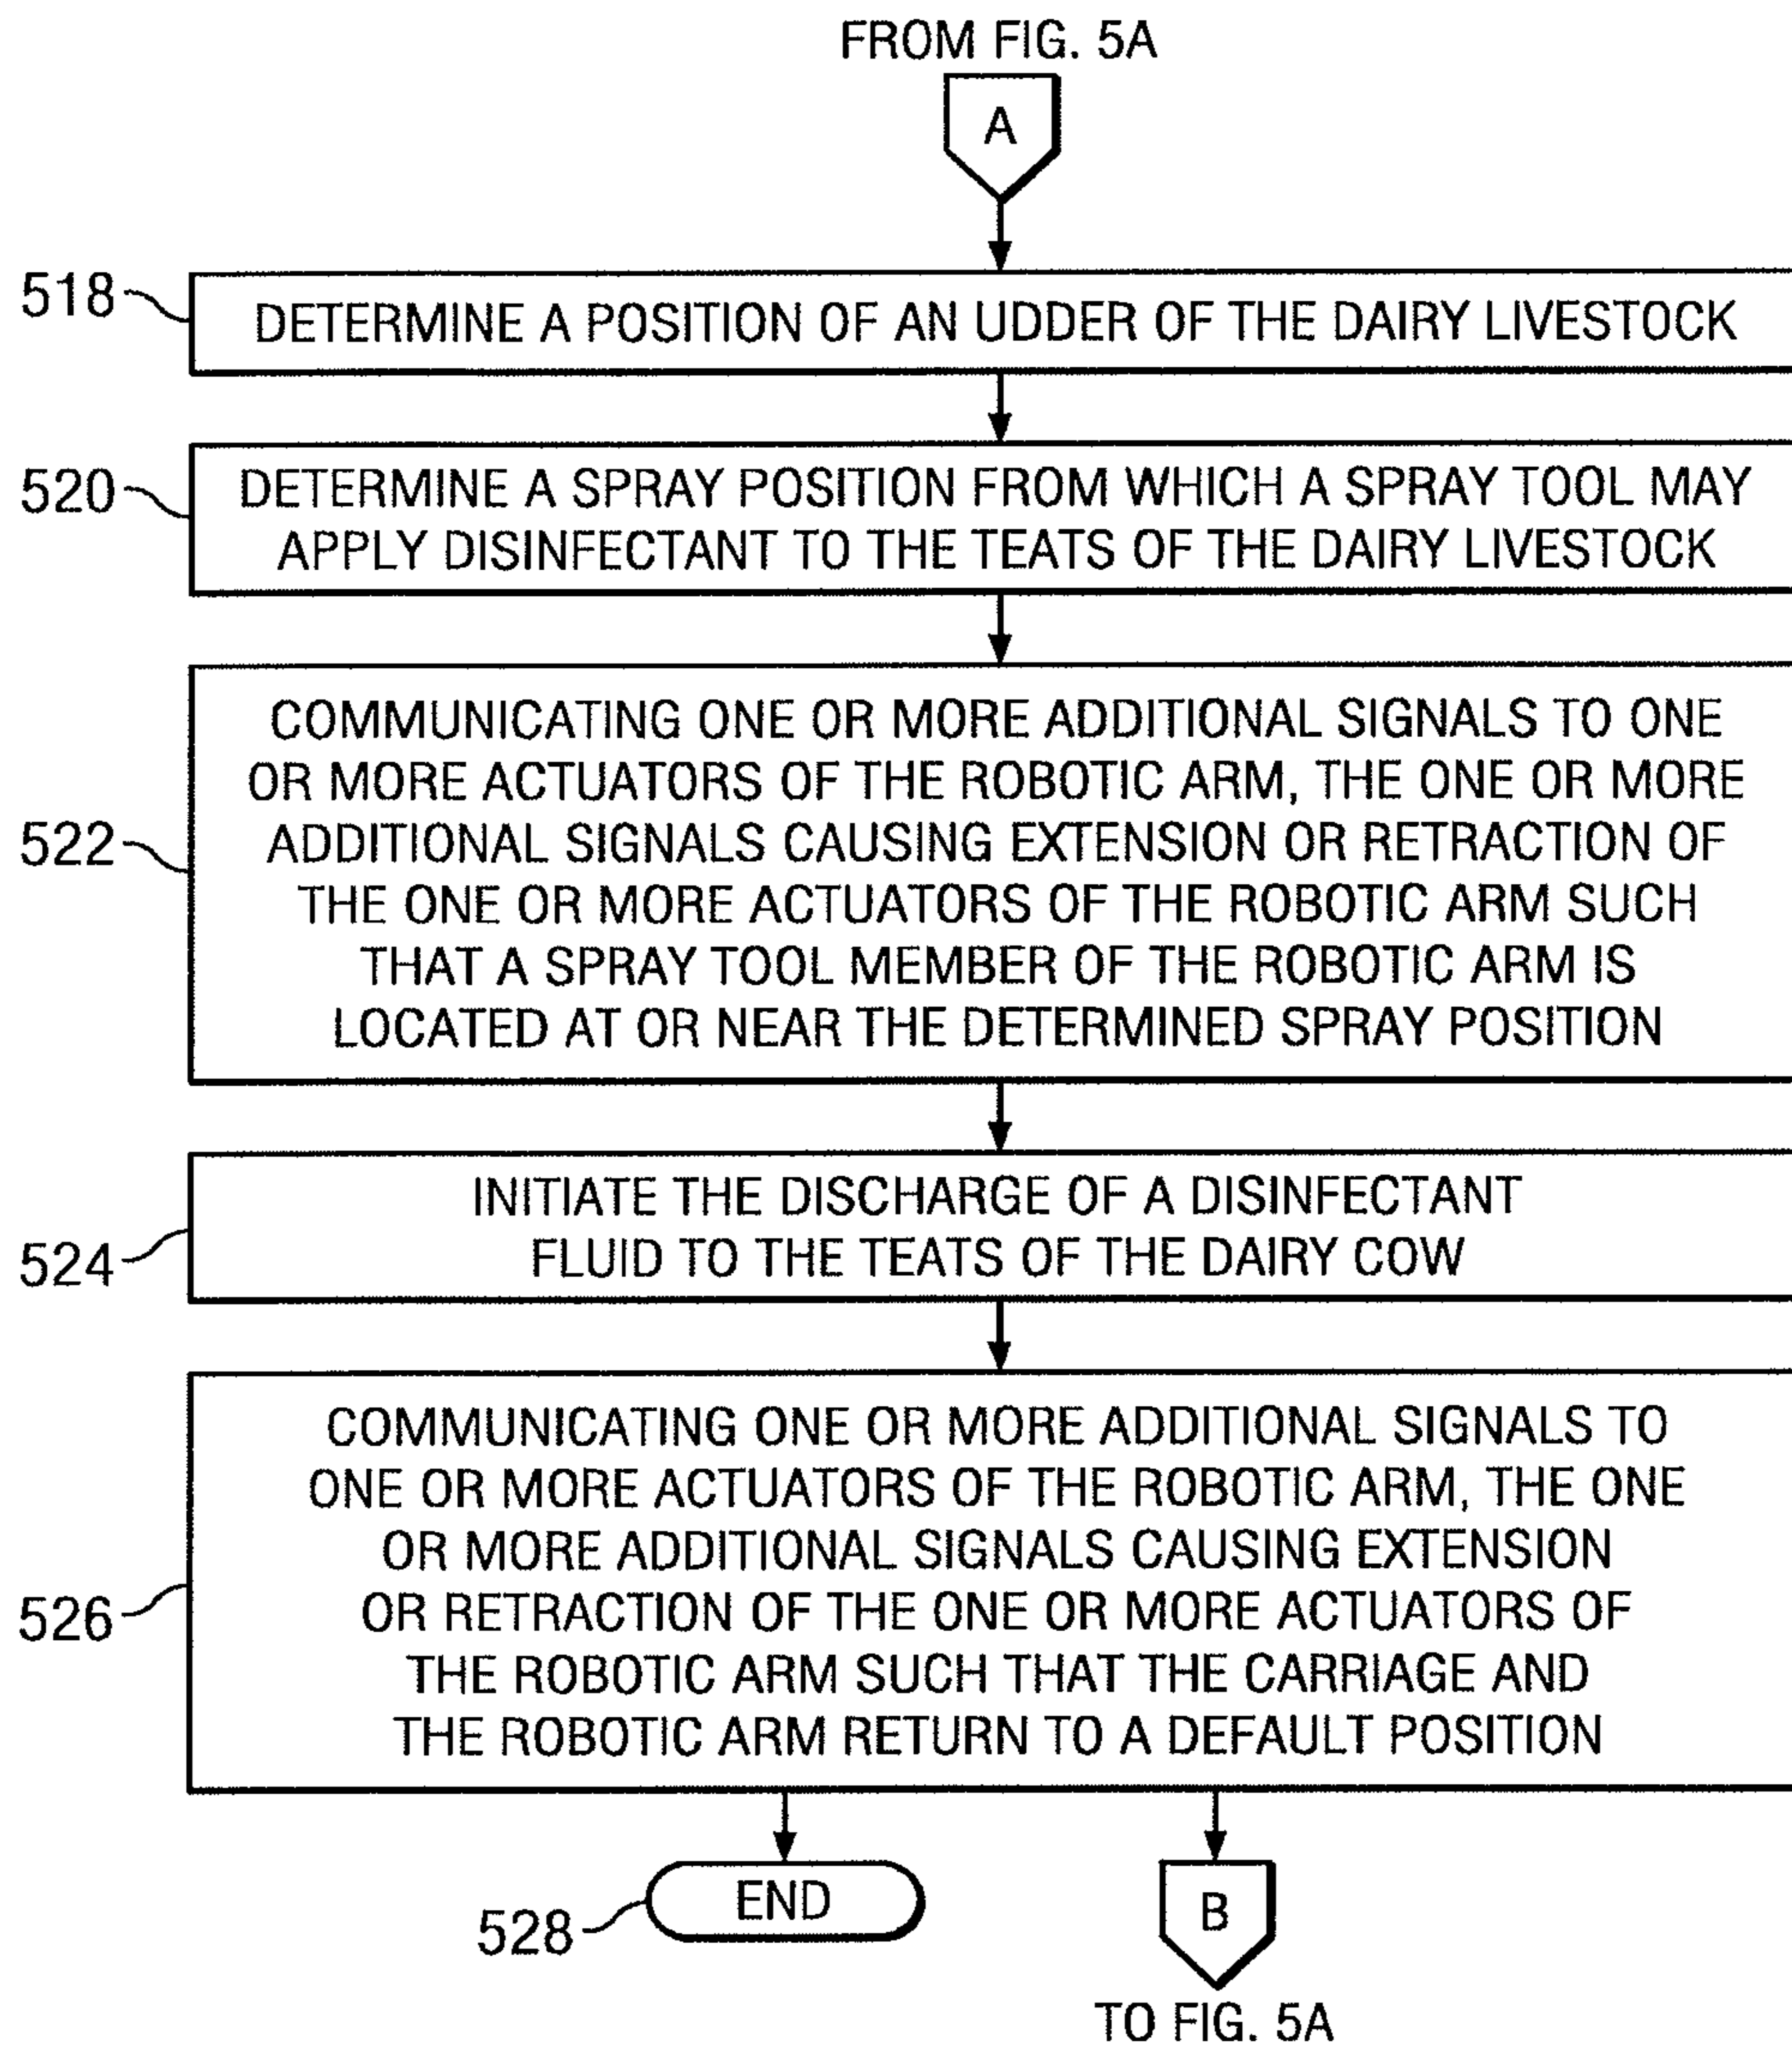 FROM FIG. 5A
A
518
DETERMINE A POSITION OF AN UDDER OF THE DAIRY LIVESTOCK
520
DETERMINE A SPRAY POSITION FROM WHICH A SPRAY TOOL MAY
APPLY DISINFECTANT TO THE TEATS OF THE DAIRY LIVESTOCK
522
COMMUNICATING ONE OR MORE ADDITIONAL SIGNALS TO ONE
OR MORE ACTUATORS OF THE ROBOTIC ARM, THE ONE OR MORE
ADDITIONAL SIGNALS CAUSING EXTENSION OR RETRACTION OF
THE ONE OR MORE ACTUATORS OF THE ROBOTIC ARM SUCH
THAT A SPRAY TOOL MEMBER OF THE ROBOTIC ARM IS
LOCATED AT OR NEAR THE DETERMINED SPRAY POSITION
524
INITIATE THE DISCHARGE OF A DISINFECTANT
FLUID TO THE TEATS OF THE DAIRY COW
526
COMMUNICATING ONE OR MORE ADDITIONAL SIGNALS TO
ONE OR MORE ACTUATORS OF THE ROBOTIC ARM, THE ONE
OR MORE ADDITIONAL SIGNALS CAUSING EXTENSION
OR RETRACTION OF THE ONE OR MORE ACTUATORS OF
THE ROBOTIC ARM SUCH THAT THE CARRIAGE AND
THE ROBOTIC ARM RETURN TO A DEFAULT POSITION
528
END
B
TO FIG. 5A